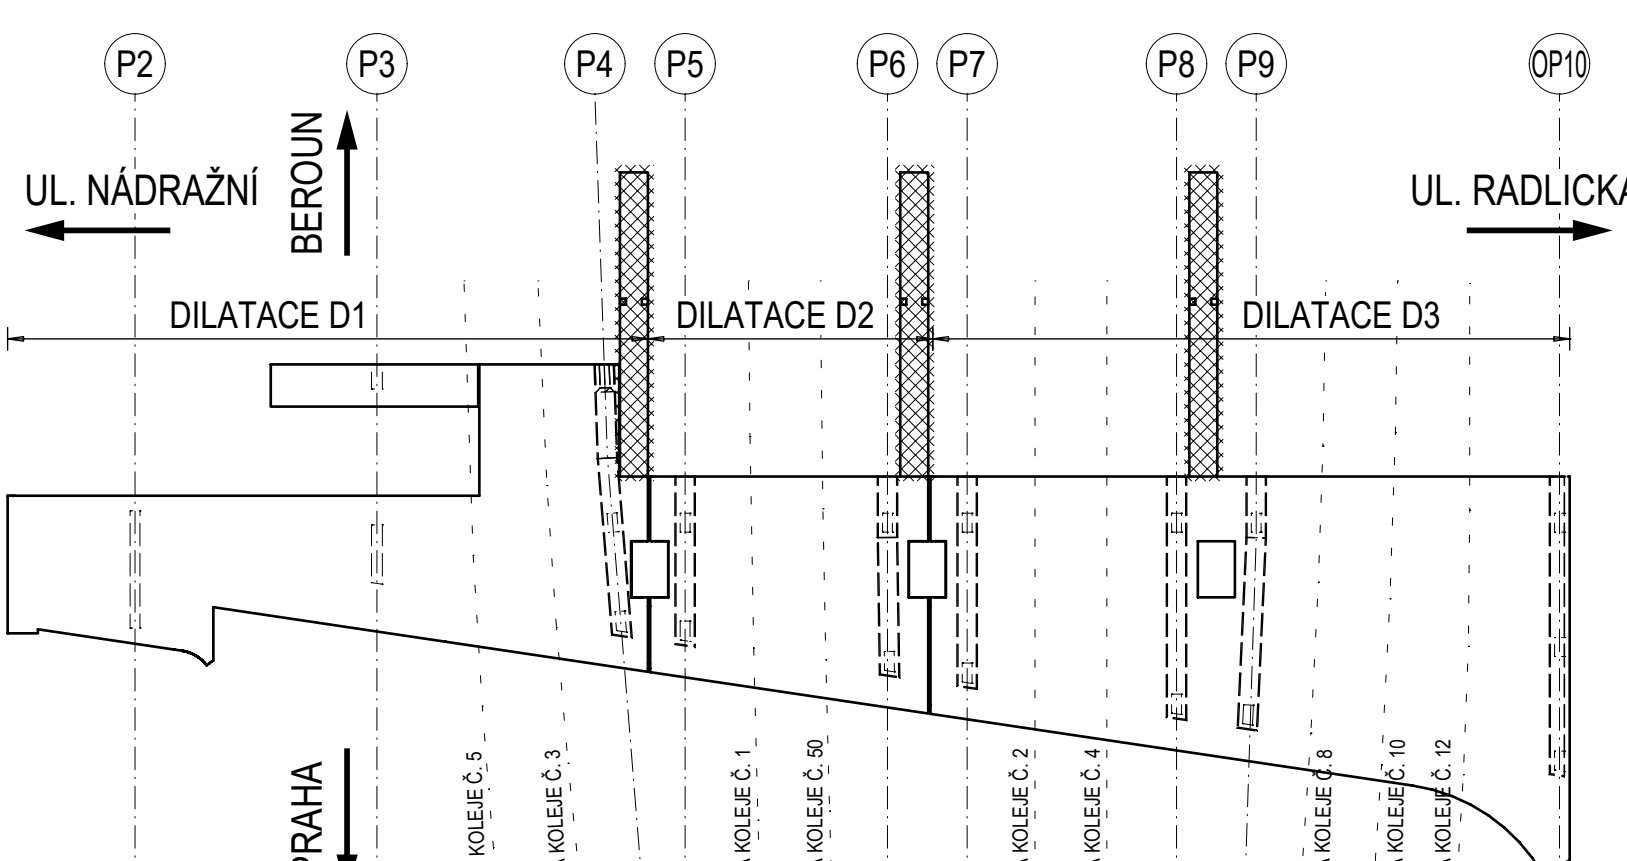 P2 P3 P4 P5 P6 P7 P8 P9 OP10
BEROUN
UL. NÁDRAŽNÍ
UL. RADLICKÁ
DILATACE D1
DILATACE D2
DILATACE D3
PRAHA
KOLEJE Č. 5
KOLEJE Č. 3
KOLEJE Č. 1
KOLEJE Č. 50
KOLEJE Č. 2
KOLEJE Č. 4
KOLEJE Č. 8
KOLEJE Č. 10
KOLEJE Č. 12